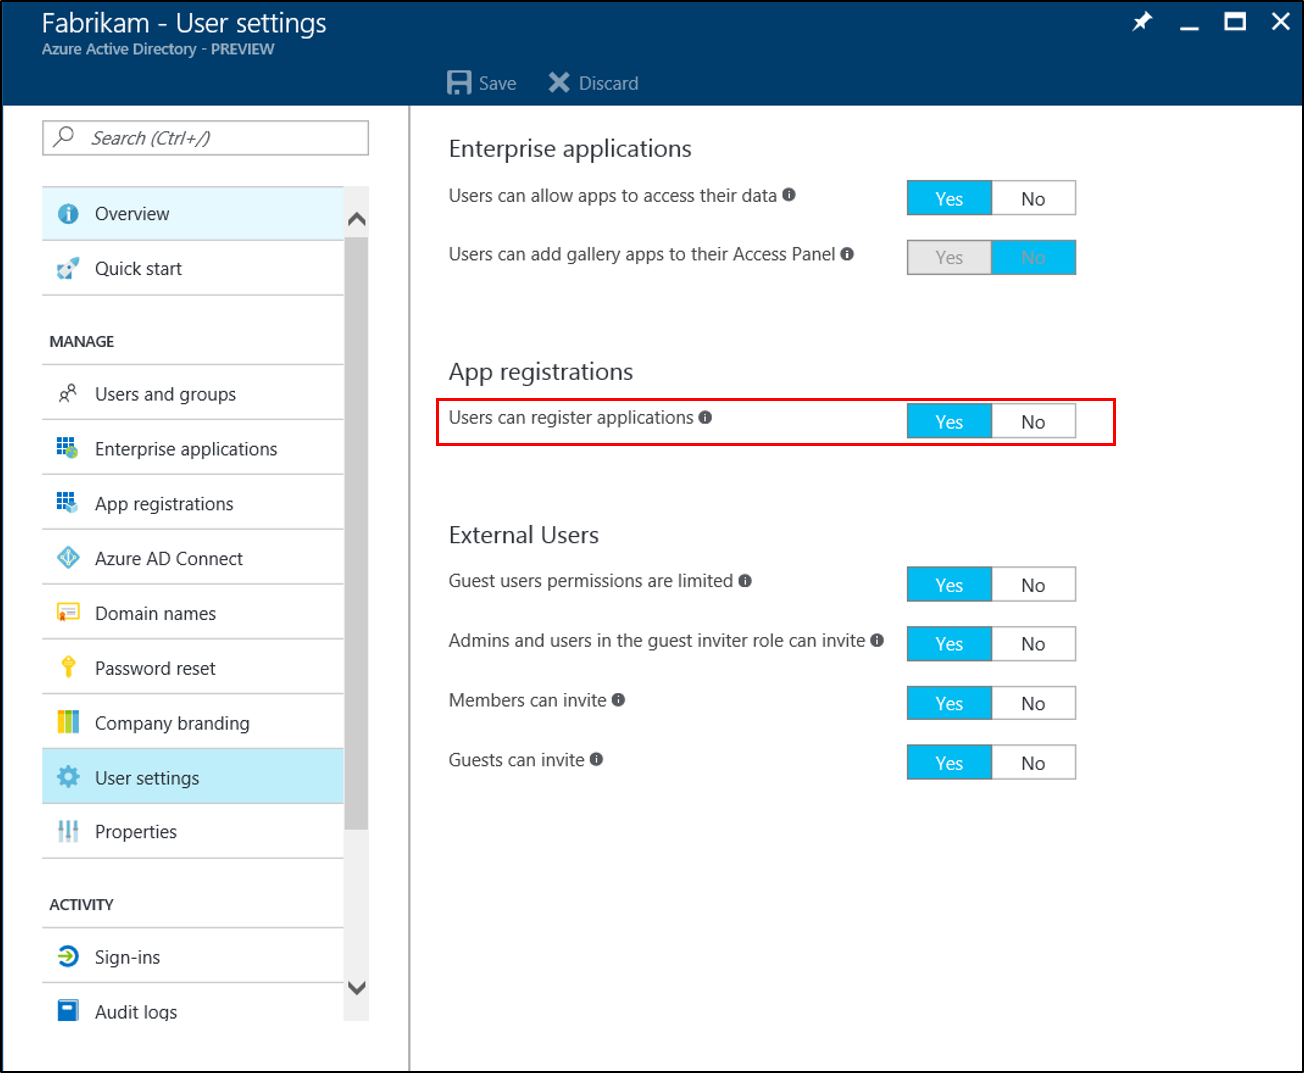 Fabrikam - User settings
Azure Active Directory - PREVIEW
Save
Discard
Search (Ctrl+/)
Overview
Quick start
MANAGE
Users and groups
Enterprise applications
App registrations
Azure AD Connect
Domain names
Password reset
Company branding
User settings
Properties
ACTIVITY
Sign-ins
Audit logs
Enterprise applications
Users can allow apps to access their data Yes No
Users can add gallery apps to their Access Panel Yes No
App registrations
Users can register applications Yes No
External Users
Guest users permissions are limited Yes No
Admins and users in the guest inviter role can invite Yes No
Members can invite Yes No
Guests can invite Yes No